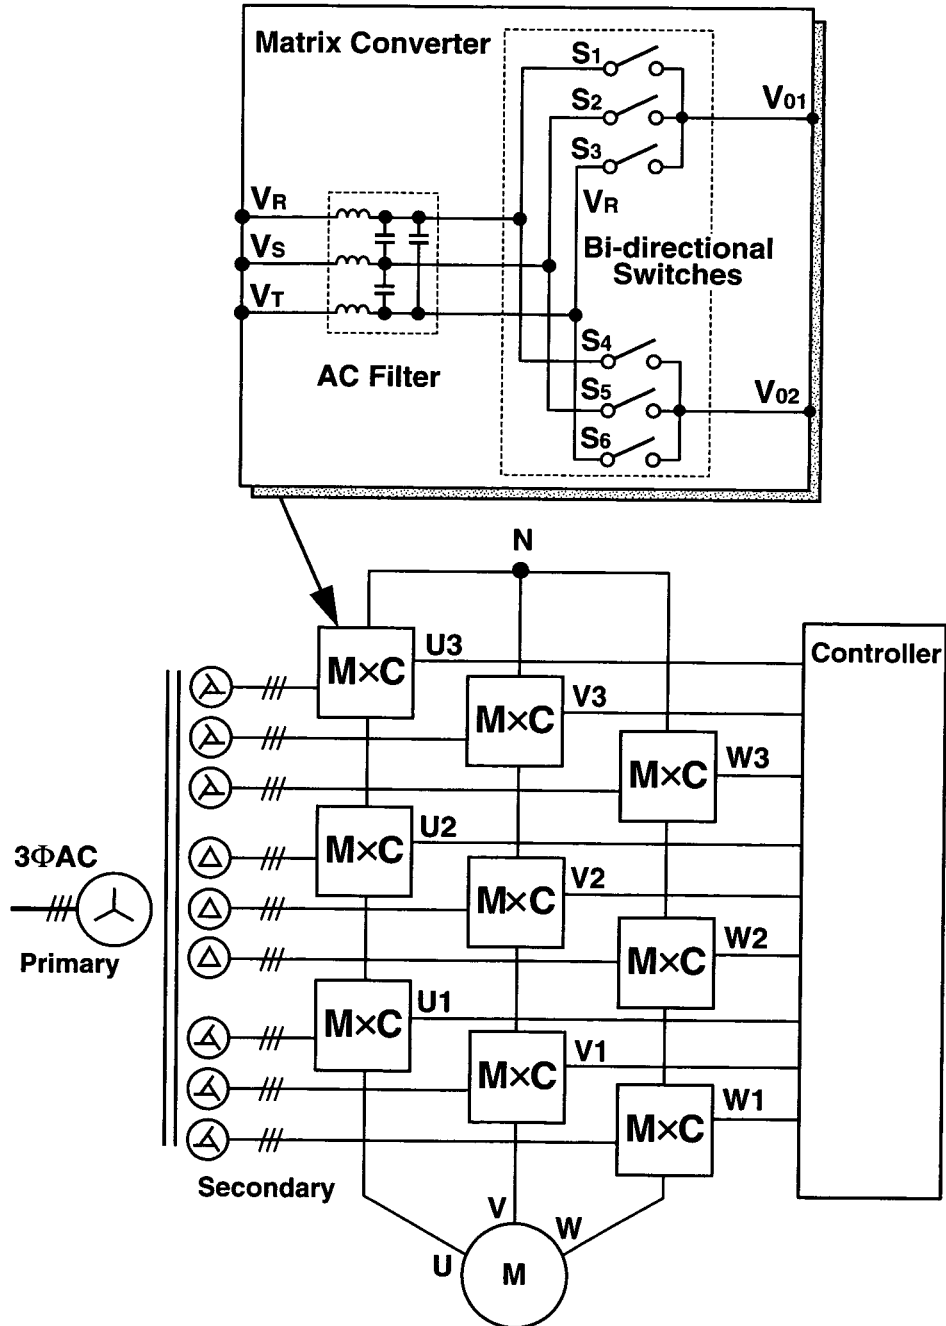 Matrix Converter
S1
S2
V01
S3
VR
VR
VS
Bi-directional
Switches
VT
S4
AC Filter
S5
V02
S6
N
U3
Controller
M×C
V3
M×C
W3
M×C
U2
M×C
3ΦAC
V2
M×C
W2
Primary
M×C
U1
M×C
V1
M×C
W1
M×C
Secondary
V
W
U
M